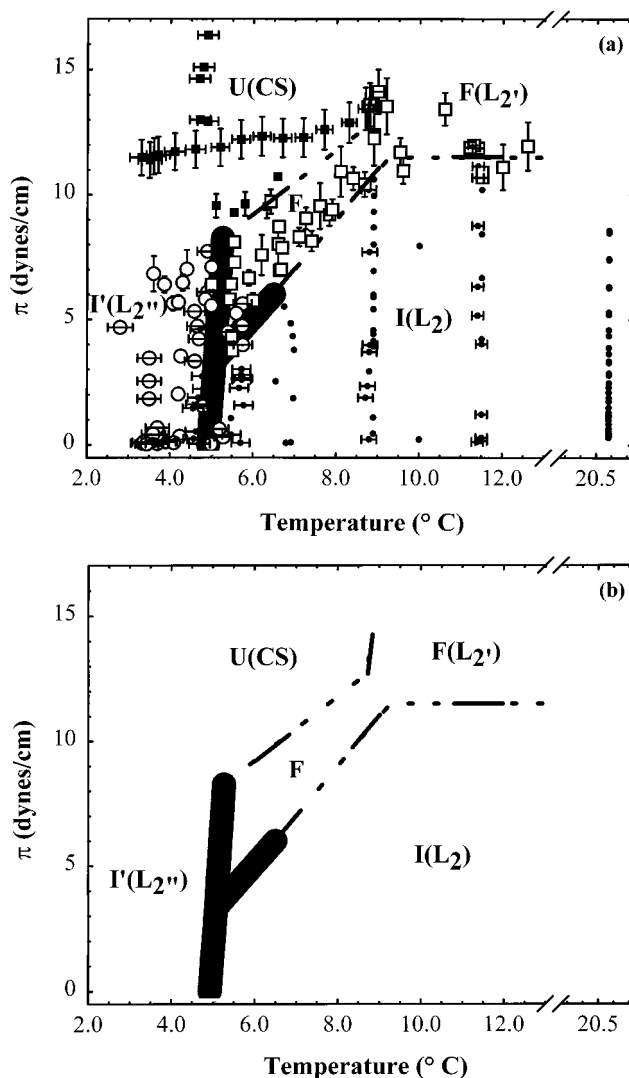 (a)
15
U(CS)
F(L2')
10
F
π (dynes/cm)
I'(L2'')
I(L2)
5
0
2.0 4.0 6.0 8.0 10.0 12.0 20.5
Temperature (° C)
(b)
15
U(CS)
F(L2')
10
F
π (dynes/cm)
I'(L2'')
I(L2)
5
0
2.0 4.0 6.0 8.0 10.0 12.0 20.5
Temperature (° C)